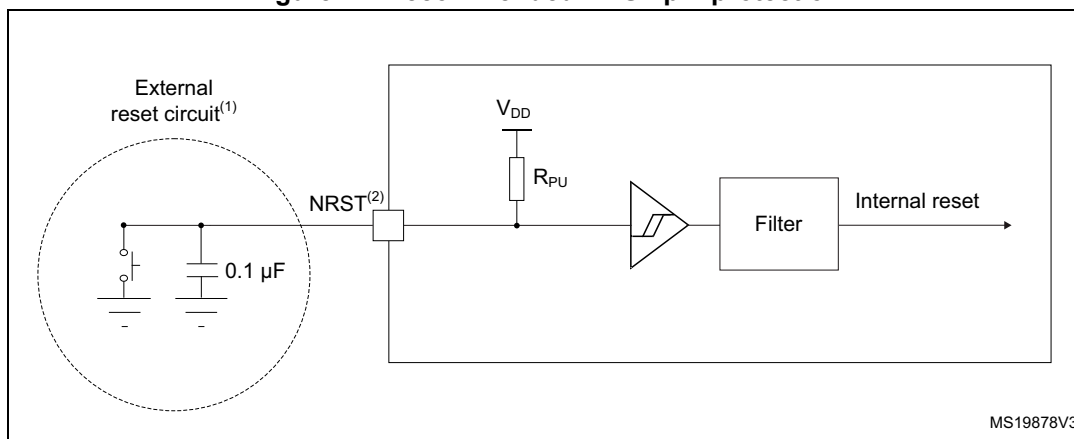 External
reset circuit(1)
VDD
RPU
NRST(2)
0.1 µF
Filter
Internal reset
MS19878V3